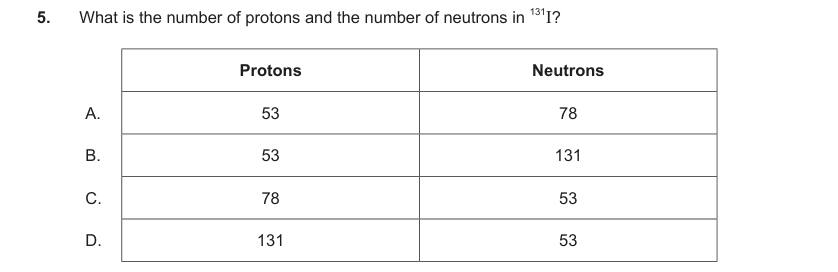 5. What is the number of protons and the number of neutrons in ¹³¹I?
Protons Neutrons
A. 53 78
B. 53 131
C. 78 53
D. 131 53